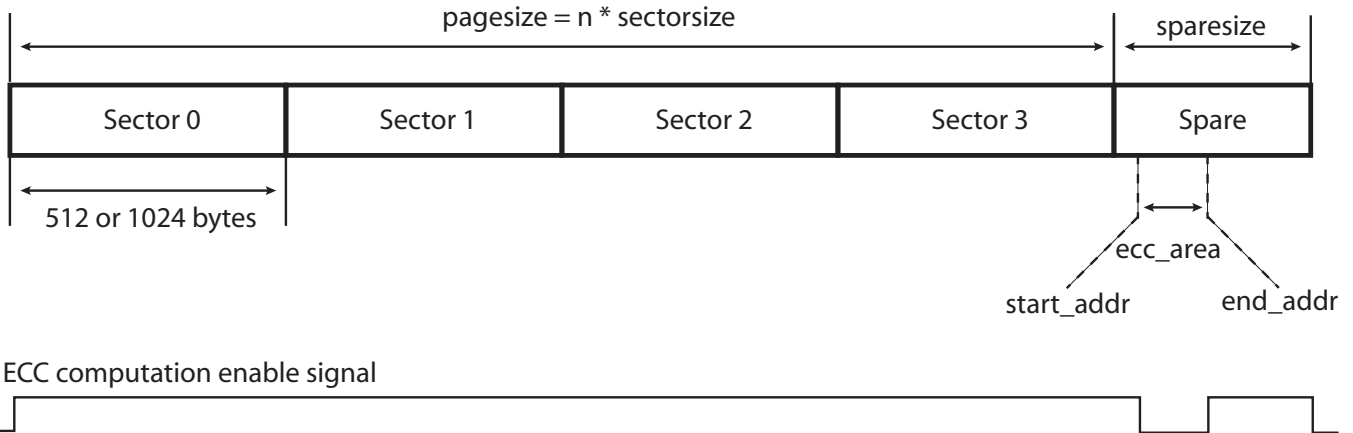 pagesize = n * sectorsize
sparesize
Sector 0
Sector 1
Sector 2
Sector 3
Spare
512 or 1024 bytes
ecc_area
start_addr
end_addr
ECC computation enable signal